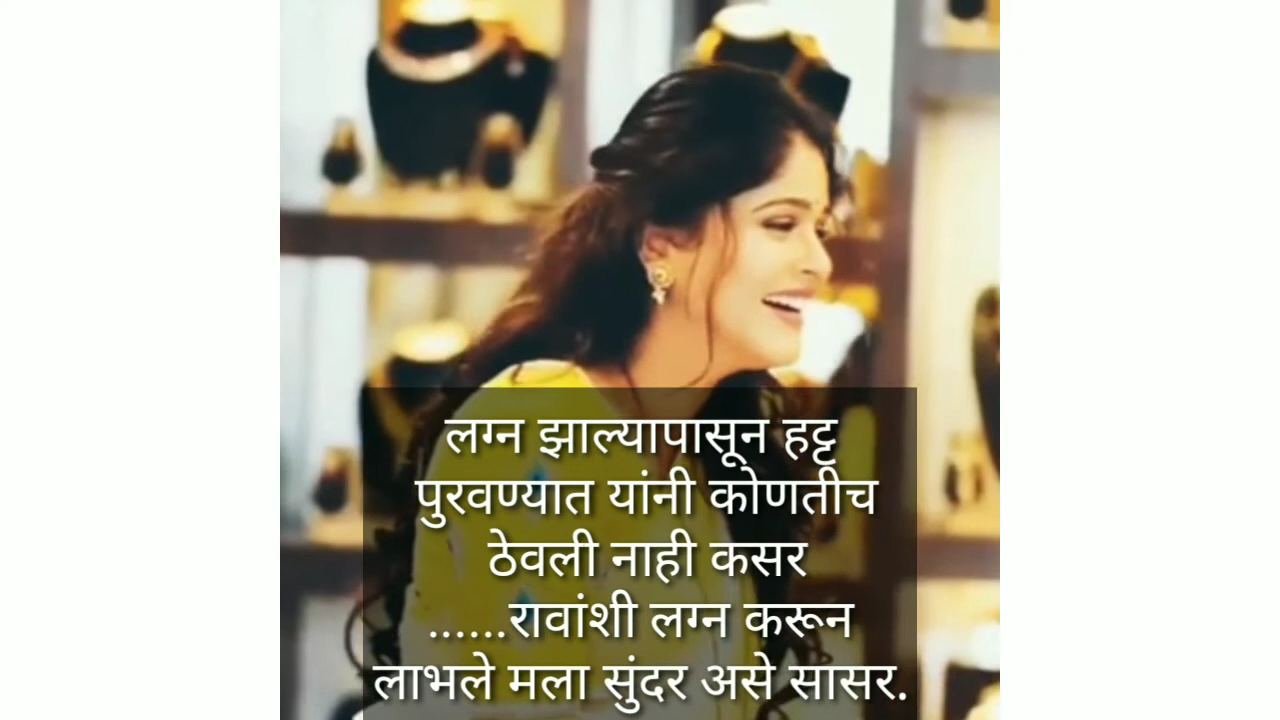 लग्न झाल्यापासून हट्ट
पुरवण्यात यांनी कोणतीच
ठेवली नाही कसर
......रावांशी लग्न करून
लाभले मला सुंदर असे सासर.